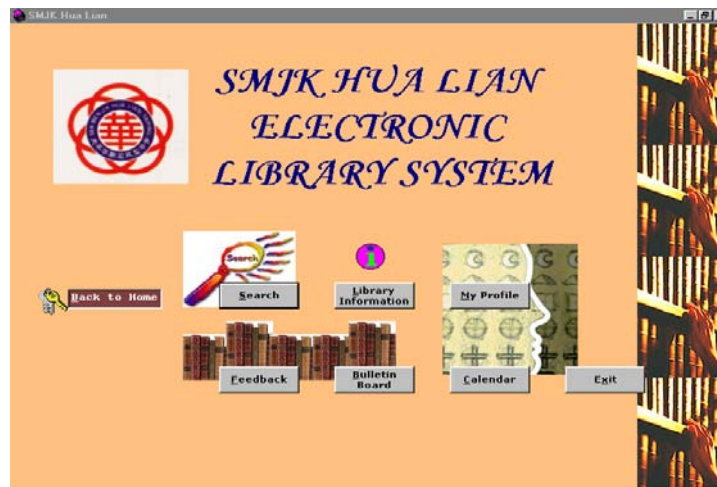 SMJK Hua Lian
SMJK HUA LIAN
ELECTRONIC
LIBRARY SYSTEM
華
Search
Back to Home
Search
Library
Information
My Profile
Feedback
Bulletin
Board
Calendar
Exit